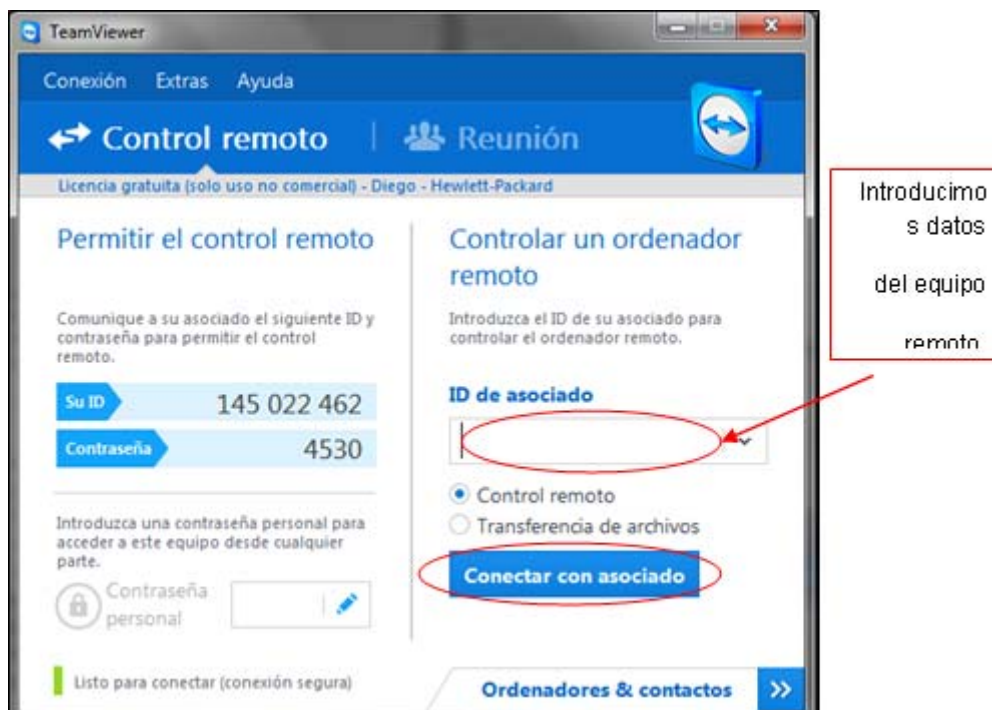 TeamViewer
Conexión Extras Ayuda
Control remoto
Reunión
Licencia gratuita (solo uso no comercial) - Diego - Hewlett-Packard
Permitir el control remoto
Comunique a su asociado el siguiente ID y
contraseña para permitir el control
remoto.
Su ID 145 022 462
Contraseña 4530
Introduzca una contraseña personal para
acceder a este equipo desde cualquier
parte.
Contraseña
personal
Listo para conectar (conexión segura)
Controlar un ordenador
remoto
Introduzca el ID de su asociado para
controlar el ordenador remoto.
ID de asociado
Control remoto
Transferencia de archivos
Conectar con asociado
Ordenadores & contactos
Introducimo
s datos
del equipo
remoto